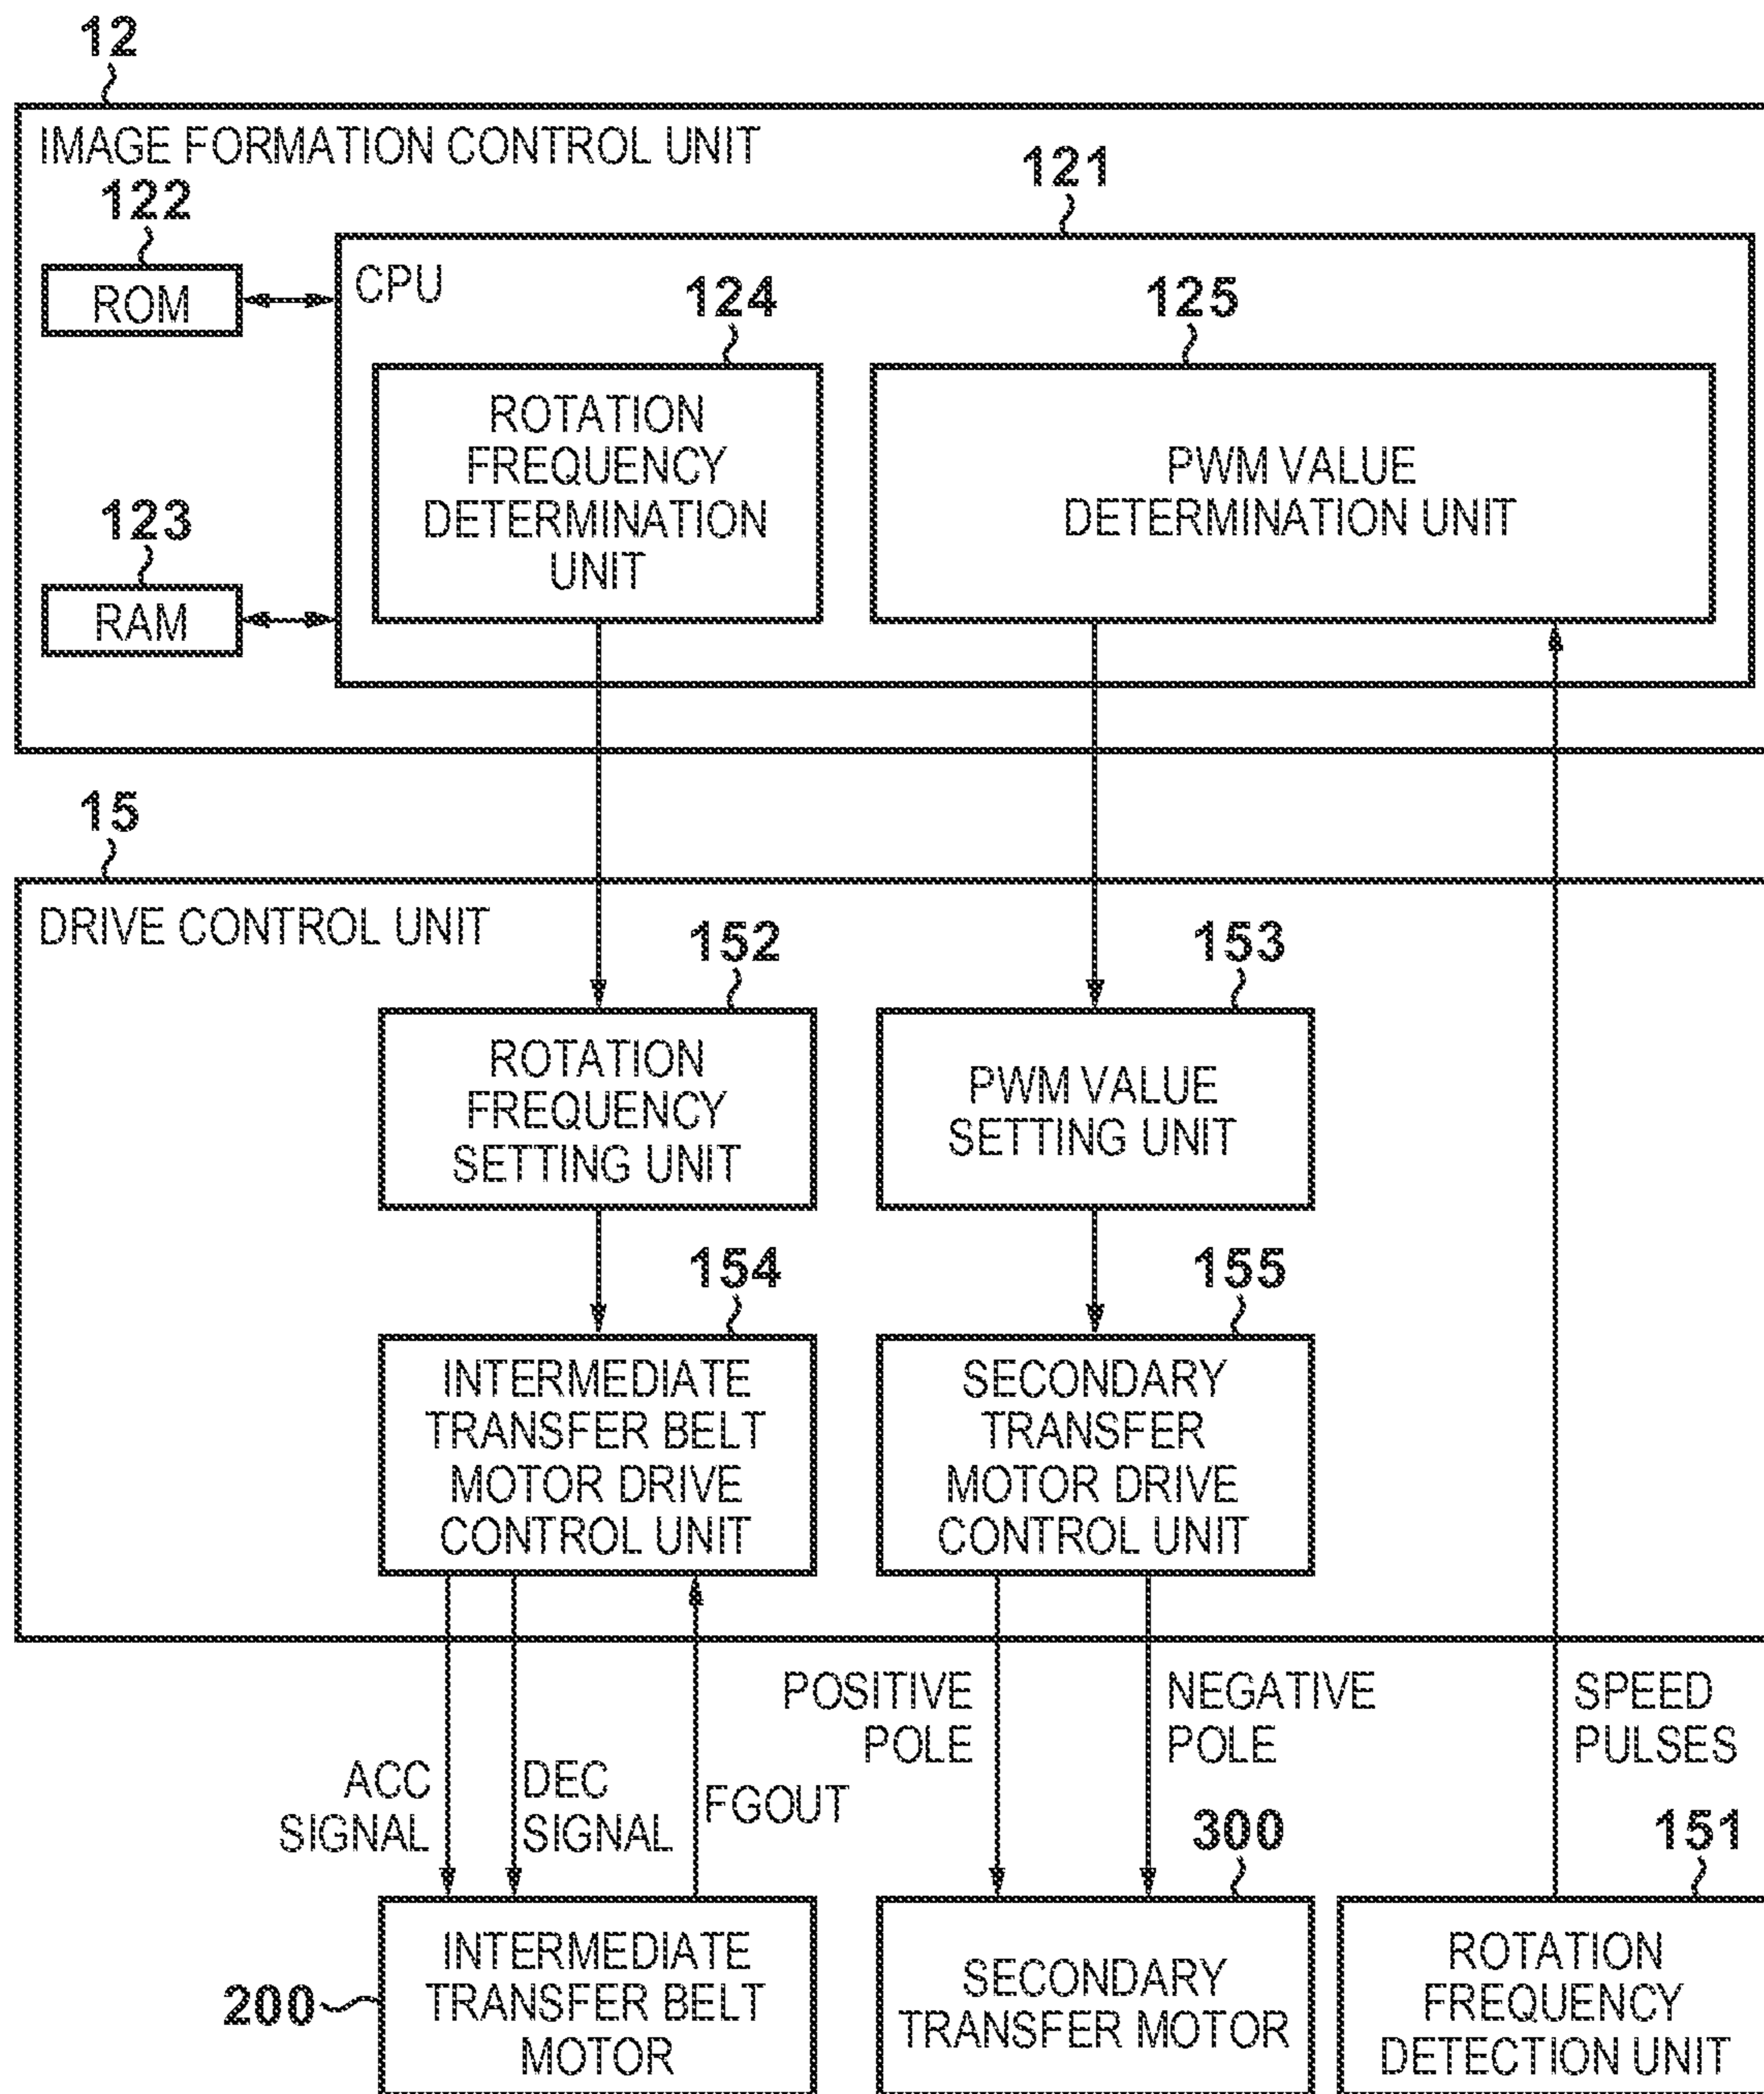 12
IMAGE FORMATION CONTROL UNIT
122
121
ROM
CPU
124
125
ROTATION
FREQUENCY
DETERMINATION
UNIT
PWM VALUE
DETERMINATION UNIT
123
RAM
15
DRIVE CONTROL UNIT
152
153
ROTATION
FREQUENCY
SETTING UNIT
PWM VALUE
SETTING UNIT
154
155
INTERMEDIATE
TRANSFER BELT
MOTOR DRIVE
CONTROL UNIT
SECONDARY
TRANSFER
MOTOR DRIVE
CONTROL UNIT
ACC
SIGNAL
DEC
SIGNAL
FGOUT
POSITIVE
POLE
NEGATIVE
POLE
SPEED
PULSES
300
151
200
INTERMEDIATE
TRANSFER BELT
MOTOR
SECONDARY
TRANSFER MOTOR
ROTATION
FREQUENCY
DETECTION UNIT